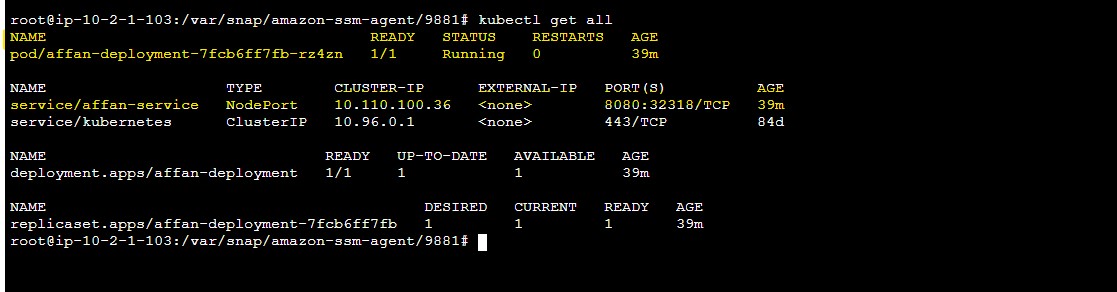 root@ip-10-2-1-103:/var/snap/amazon-ssm-agent/9881# kubectl get all
NAME READY STATUS RESTARTS AGE
pod/affan-deployment-7fcb6ff7fb-rz4zn 1/1 Running 0 39m
NAME TYPE CLUSTER-IP EXTERNAL-IP PORT(S) AGE
service/affan-service NodePort 10.110.100.36 <none> 8080:32318/TCP 39m
service/kubernetes ClusterIP 10.96.0.1 <none> 443/TCP 84d
NAME READY UP-TO-DATE AVAILABLE AGE
deployment.apps/affan-deployment 1/1 1 1 39m
NAME DESIRED CURRENT READY AGE
replicaset.apps/affan-deployment-7fcb6ff7fb 1 1 1 39m
root@ip-10-2-1-103:/var/snap/amazon-ssm-agent/9881#